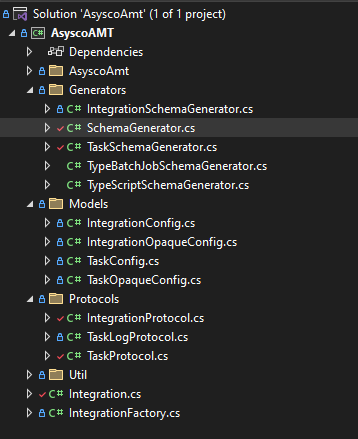 Solution 'AsyscoAmt' (1 of 1 project)
C# AsyscoAMT
Dependencies
AsyscoAmt
Generators
C# IntegrationSchemaGenerator.cs
C# SchemaGenerator.cs
C# TaskSchemaGenerator.cs
C# TypeBatchJobSchemaGenerator.cs
C# TypeScriptSchemaGenerator.cs
Models
C# IntegrationConfig.cs
C# IntegrationOpaqueConfig.cs
C# TaskConfig.cs
C# TaskOpaqueConfig.cs
Protocols
C# IntegrationProtocol.cs
C# TaskLogProtocol.cs
C# TaskProtocol.cs
Util
C# Integration.cs
C# IntegrationFactory.cs